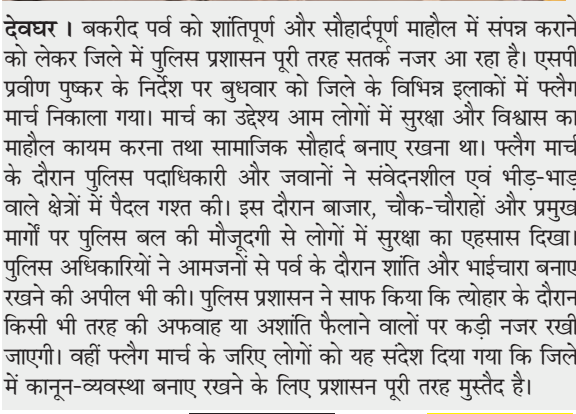 देवघर । बकरीद पर्व को शांतिपूर्ण और सौहार्दपूर्ण माहौल में संपन्न कराने
को लेकर जिले में पुलिस प्रशासन पूरी तरह सतर्क नजर आ रहा है। एसपी
प्रवीण पुष्कर के निर्देश पर बुधवार को जिले के विभिन्न इलाकों में फ्लैग
मार्च निकाला गया। मार्च का उद्देश्य आम लोगों में सुरक्षा और विश्वास का
माहौल कायम करना तथा सामाजिक सौहार्द बनाए रखना था। फ्लैग मार्च
के दौरान पुलिस पदाधिकारी और जवानों ने संवेदनशील एवं भीड़-भाड़
वाले क्षेत्रों में पैदल गश्त की। इस दौरान बाजार, चौक-चौराहों और प्रमुख
मार्गों पर पुलिस बल की मौजूदगी से लोगों में सुरक्षा का एहसास दिखा।
पुलिस अधिकारियों ने आमजनों से पर्व के दौरान शांति और भाईचारा बनाए
रखने की अपील भी की। पुलिस प्रशासन ने साफ किया कि त्योहार के दौरान
किसी भी तरह की अफवाह या अशांति फैलाने वालों पर कड़ी नजर रखी
जाएगी। वहीं फ्लैग मार्च के जरिए लोगों को यह संदेश दिया गया कि जिले
में कानून-व्यवस्था बनाए रखने के लिए प्रशासन पूरी तरह मुस्तैद है।